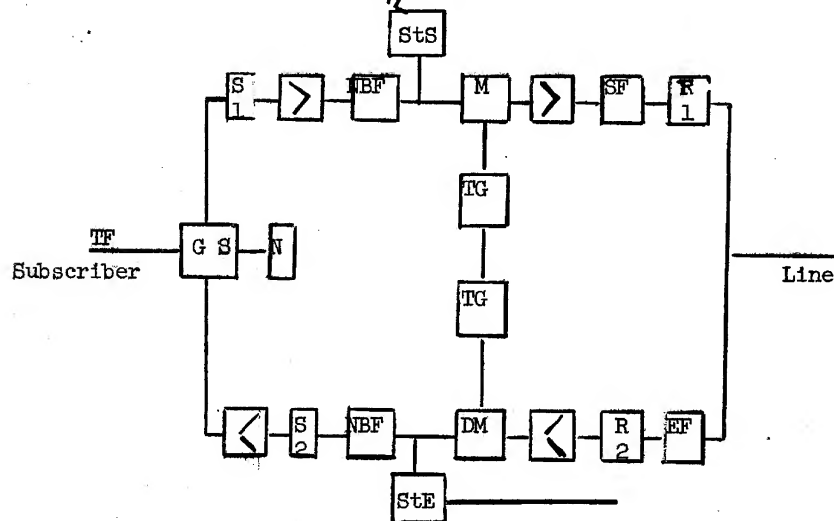 StS
S 1
>
NBF
M
>
SF
R 1
TG
TF
Subscriber
G S
N
Line
TG
<
S 2
NBF
DM
<
R 2
EF
StE